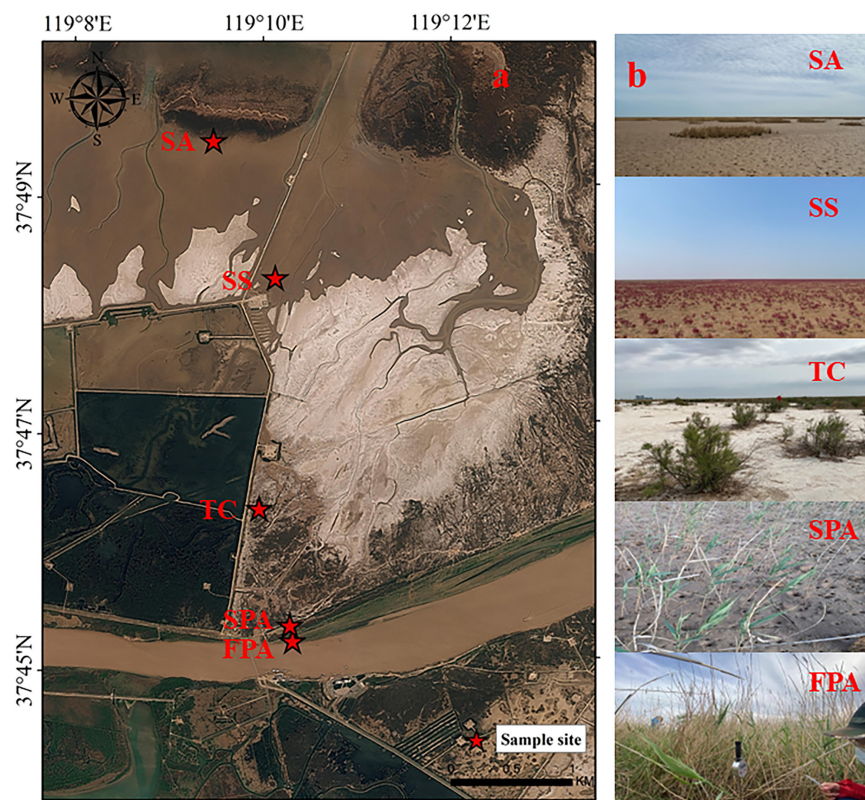 119°8'E
119°10'E
119°12'E
a
b
N
W
E
S
37°49'N
37°47'N
37°45'N
SA
SS
TC
SPA
FPA
Sample site
0 0.5 1
KM
SA
SS
TC
SPA
FPA